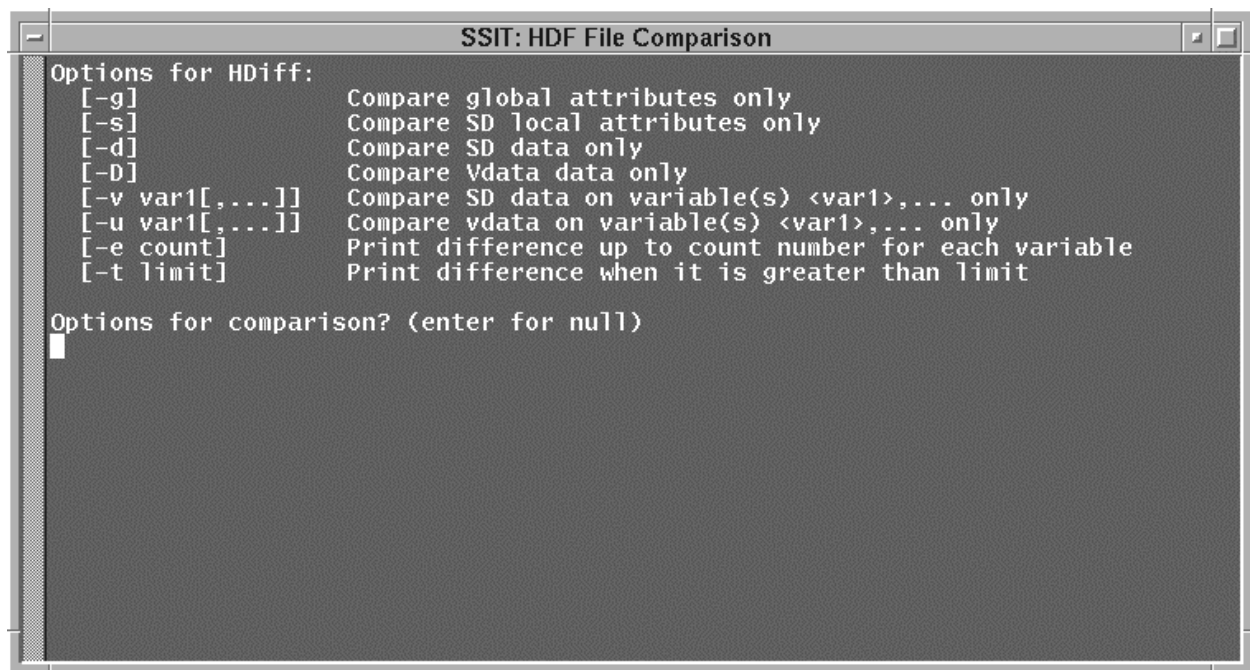 SSIT: HDF File Comparison
Options for HDiff:
[-g] Compare global attributes only
[-s] Compare SD local attributes only
[-d] Compare SD data only
[-D] Compare Vdata data only
[-v var1[,...]] Compare SD data on variable(s) <var1>,... only
[-u var1[,...]] Compare vdata on variable(s) <var1>,... only
[-e count] Print difference up to count number for each variable
[-t limit] Print difference when it is greater than limit
Options for comparison? (enter for null)